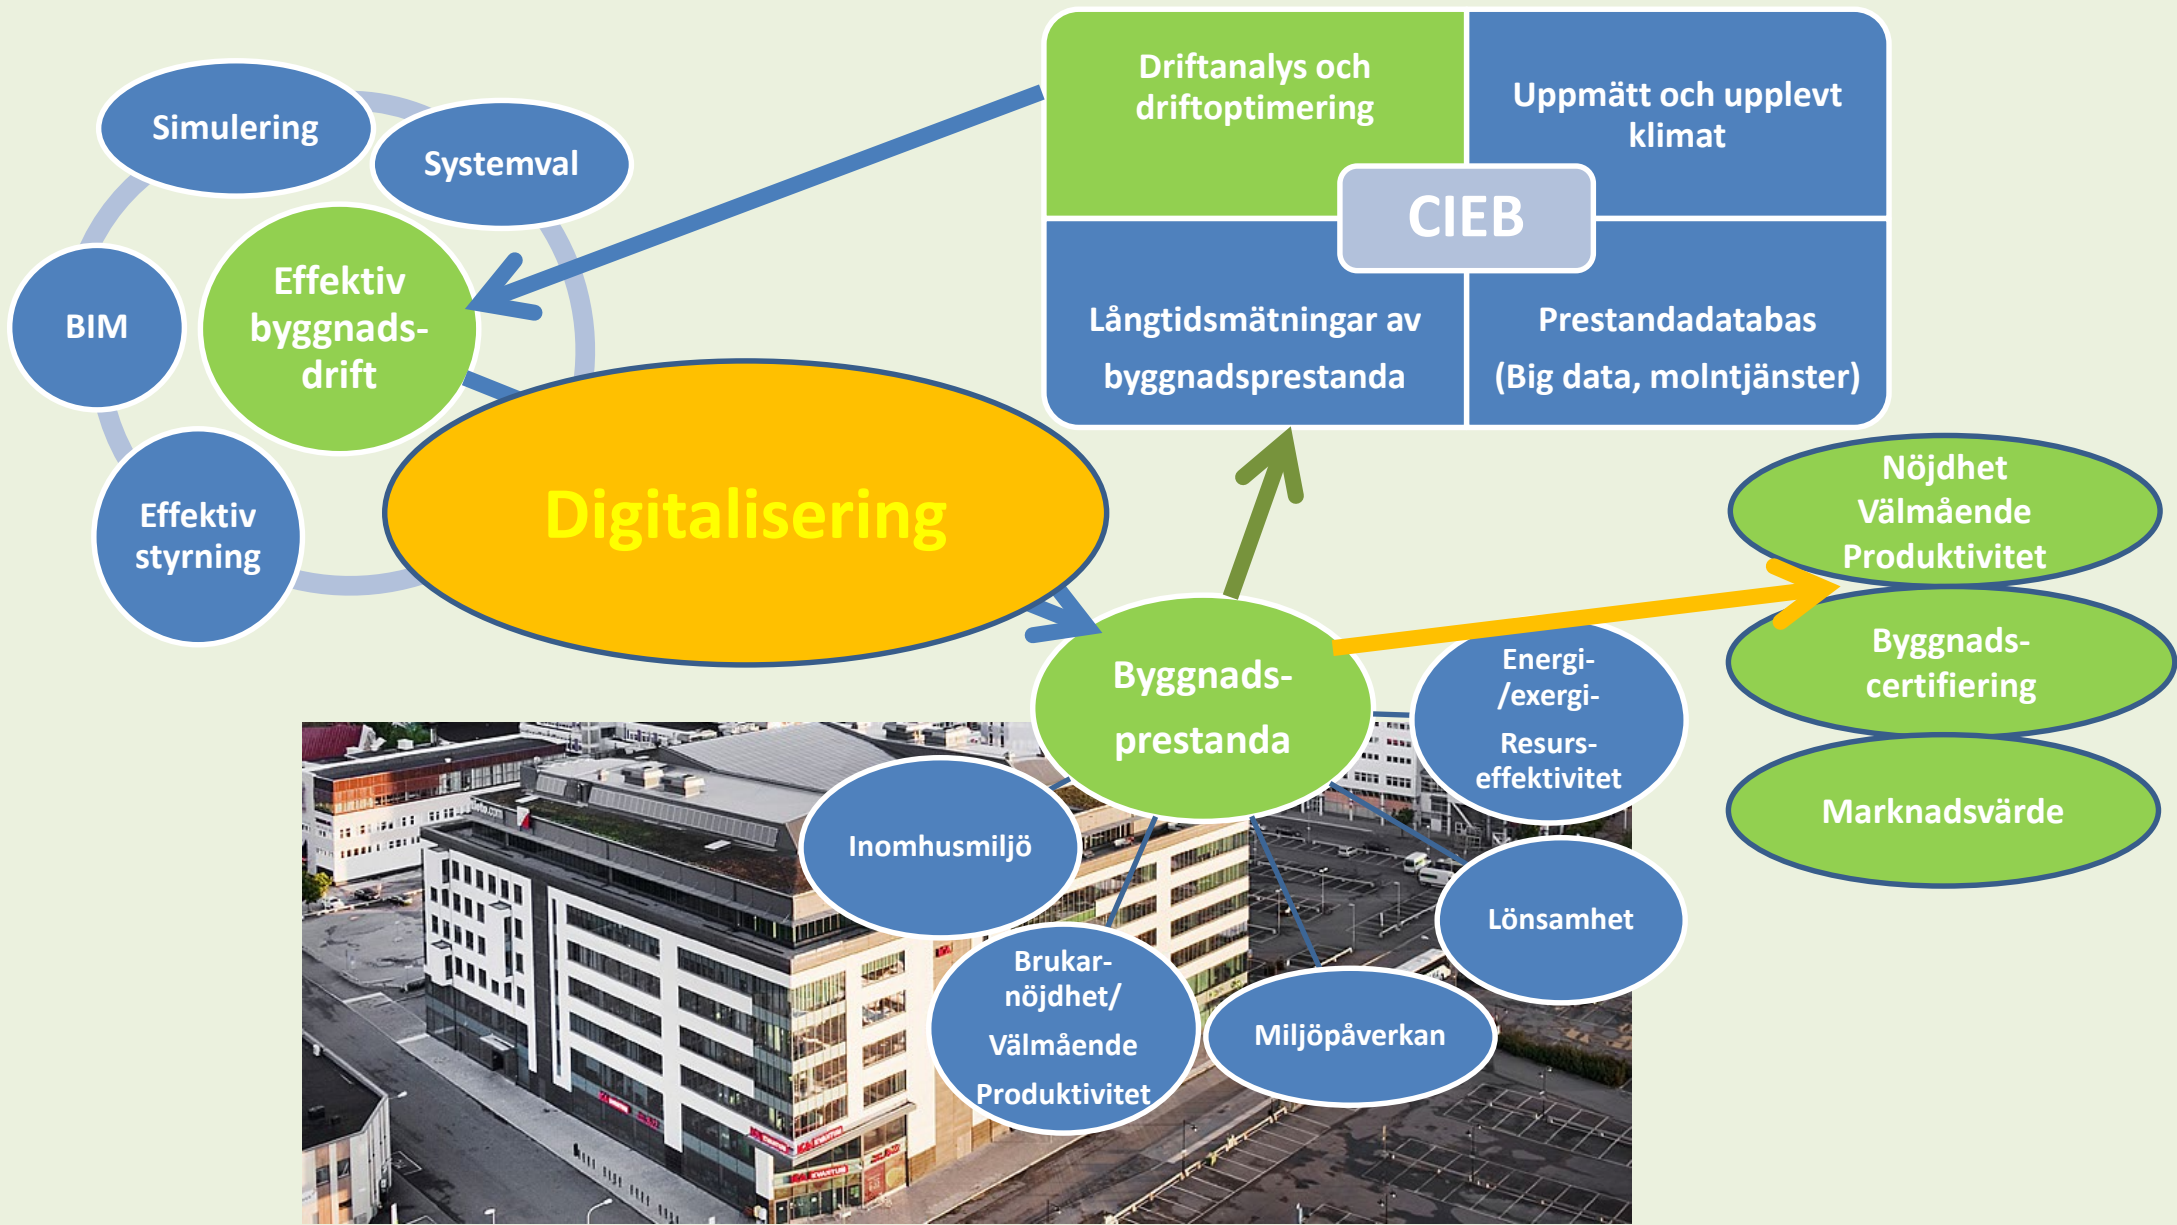 Simulering
Systemval
BIM
Effektiv
byggnads-
drift
Effektiv
styrning
Driftanalys och
driftoptimering
Uppmätt och upplevt
klimat
CIEB
Långtidsmätningar av
byggnadsprestanda
Prestandadatabas
(Big data, molntjänster)
Digitalisering
Nöjdhet
Välmående
Produktivitet
Byggnads-
certifiering
Marknadsvärde
Byggnads-
prestanda
Energi-
/exergi-
Resurs-
effektivitet
Inomhusmiljö
Lönsamhet
Brukar-
nöjdhet/
Välmående
Produktivitet
Miljöpåverkan